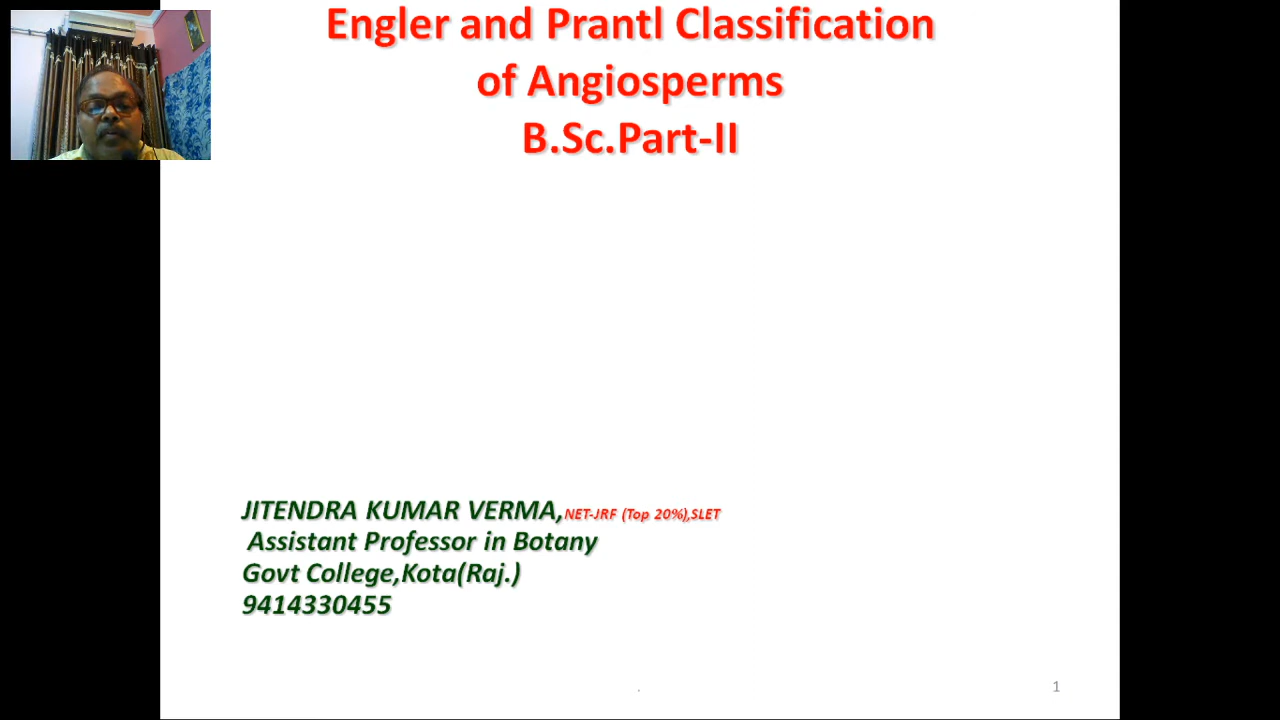 Engler and Prantl Classification
of Angiosperms
B.Sc.Part-II
JITENDRA KUMAR VERMA,NET-JRF (Top 20%),SLET
Assistant Professor in Botany
Govt College,Kota(Raj.)
9414330455
.
1